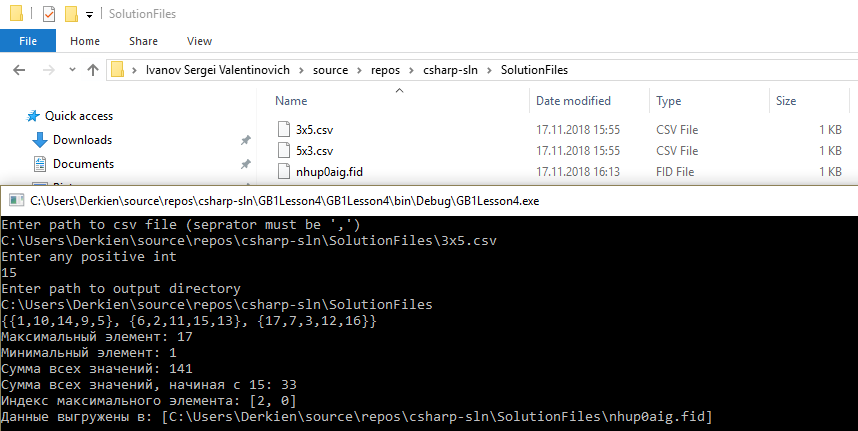 SolutionFiles
File Home Share View
Ivanov Sergei Valentinovich source repos csharp-sln SolutionFiles
Name Date modified Type Size
Quick access
Downloads
Documents
3x5.csv 17.11.2018 15:55 CSV File 1 KB
5x3.csv 17.11.2018 15:55 CSV File 1 KB
nhup0aig.fid 17.11.2018 16:13 FID File 1 KB
C:\Users\Derkien\source\repos\csharp-sln\GB1Lesson4\GB1Lesson4\bin\Debug\GB1Lesson4.exe
Enter path to csv file (seprator must be ',')
C:\Users\Derkien\source\repos\csharp-sln\SolutionFiles\3x5.csv
Enter any positive int
15
Enter path to output directory
C:\Users\Derkien\source\repos\csharp-sln\SolutionFiles
{{1,10,14,9,5}, {6,2,11,15,13}, {17,7,3,12,16}}
Максимальный элемент: 17
Минимальный элемент: 1
Сумма всех значений: 141
Сумма всех значений, начиная с 15: 33
Индекс максимального элемента: [2, 0]
Данные выгружены в: [C:\Users\Derkien\source\repos\csharp-sln\SolutionFiles\nhup0aig.fid]